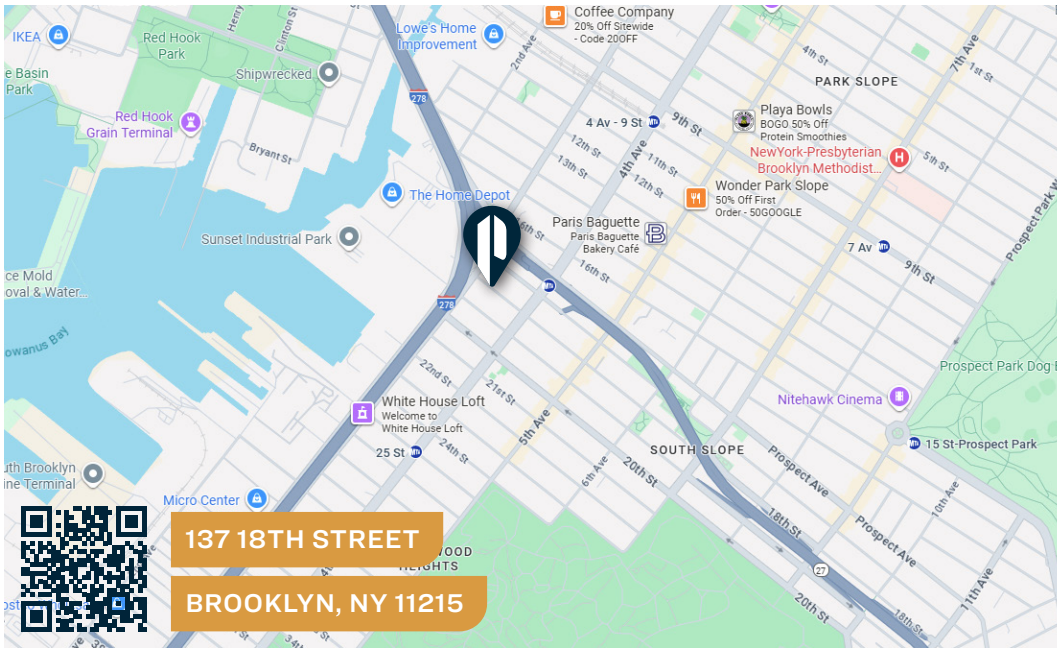 Coffee Company
20% Off Sitewide
- Code 20OFF
Lowe's Home
Improvement
IKEA
Red Hook
Park
Henry
Clinton St
2nd Ave
7th Ave
1st St
4th St
PARK SLOPE
Shipwrecked
e Basin
Park
278
Red Hook
Grain Terminal
4 Av - 9 St
9th St
Playa Bowls
BOGO 50% Off
Protein Smoothies
NewYork-Presbyterian
Brooklyn Methodist...
5th St
Bryant St
12th St
13th St
4th Ave
11th St
12th St
The Home Depot
Wonder Park Slope
50% Off First
Order - 50GOOGLE
Prospect Park W
Sunset Industrial Park
16th St
Paris Baguette
Paris Baguette
Bakery Café
16th St
7 Av
9th St
ce Mold
oval & Water...
278
owanus Bay
22nd St
21st St
Prospect Park Dog B
White House Loft
Welcome to
White House Loft
Nitehawk Cinema
5th Ave
25 St
24th St
SOUTH SLOPE
15 St-Prospect Park
6th Ave
20th St
Prospect Ave
uth Brooklyn
ine Terminal
Micro Center
10th Ave
18th St
Prospect Ave
137 18TH STREET
WOOD
HEIGHTS
27
11th Ave
BROOKLYN, NY 11215
20th St
18th St
34th St